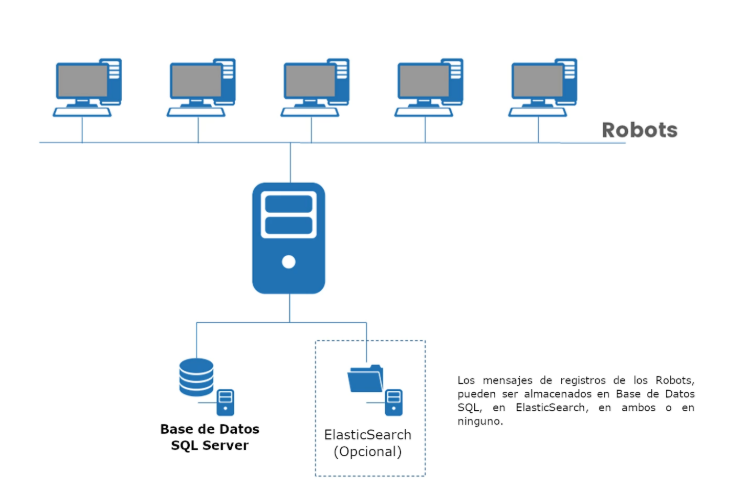 Robots
Base de Datos
SQL Server
ElasticSearch
(Opcional)
Los mensajes de registros de los Robots,
pueden ser almacenados en Base de Datos
SQL, en ElasticSearch, en ambos o en
ninguno.